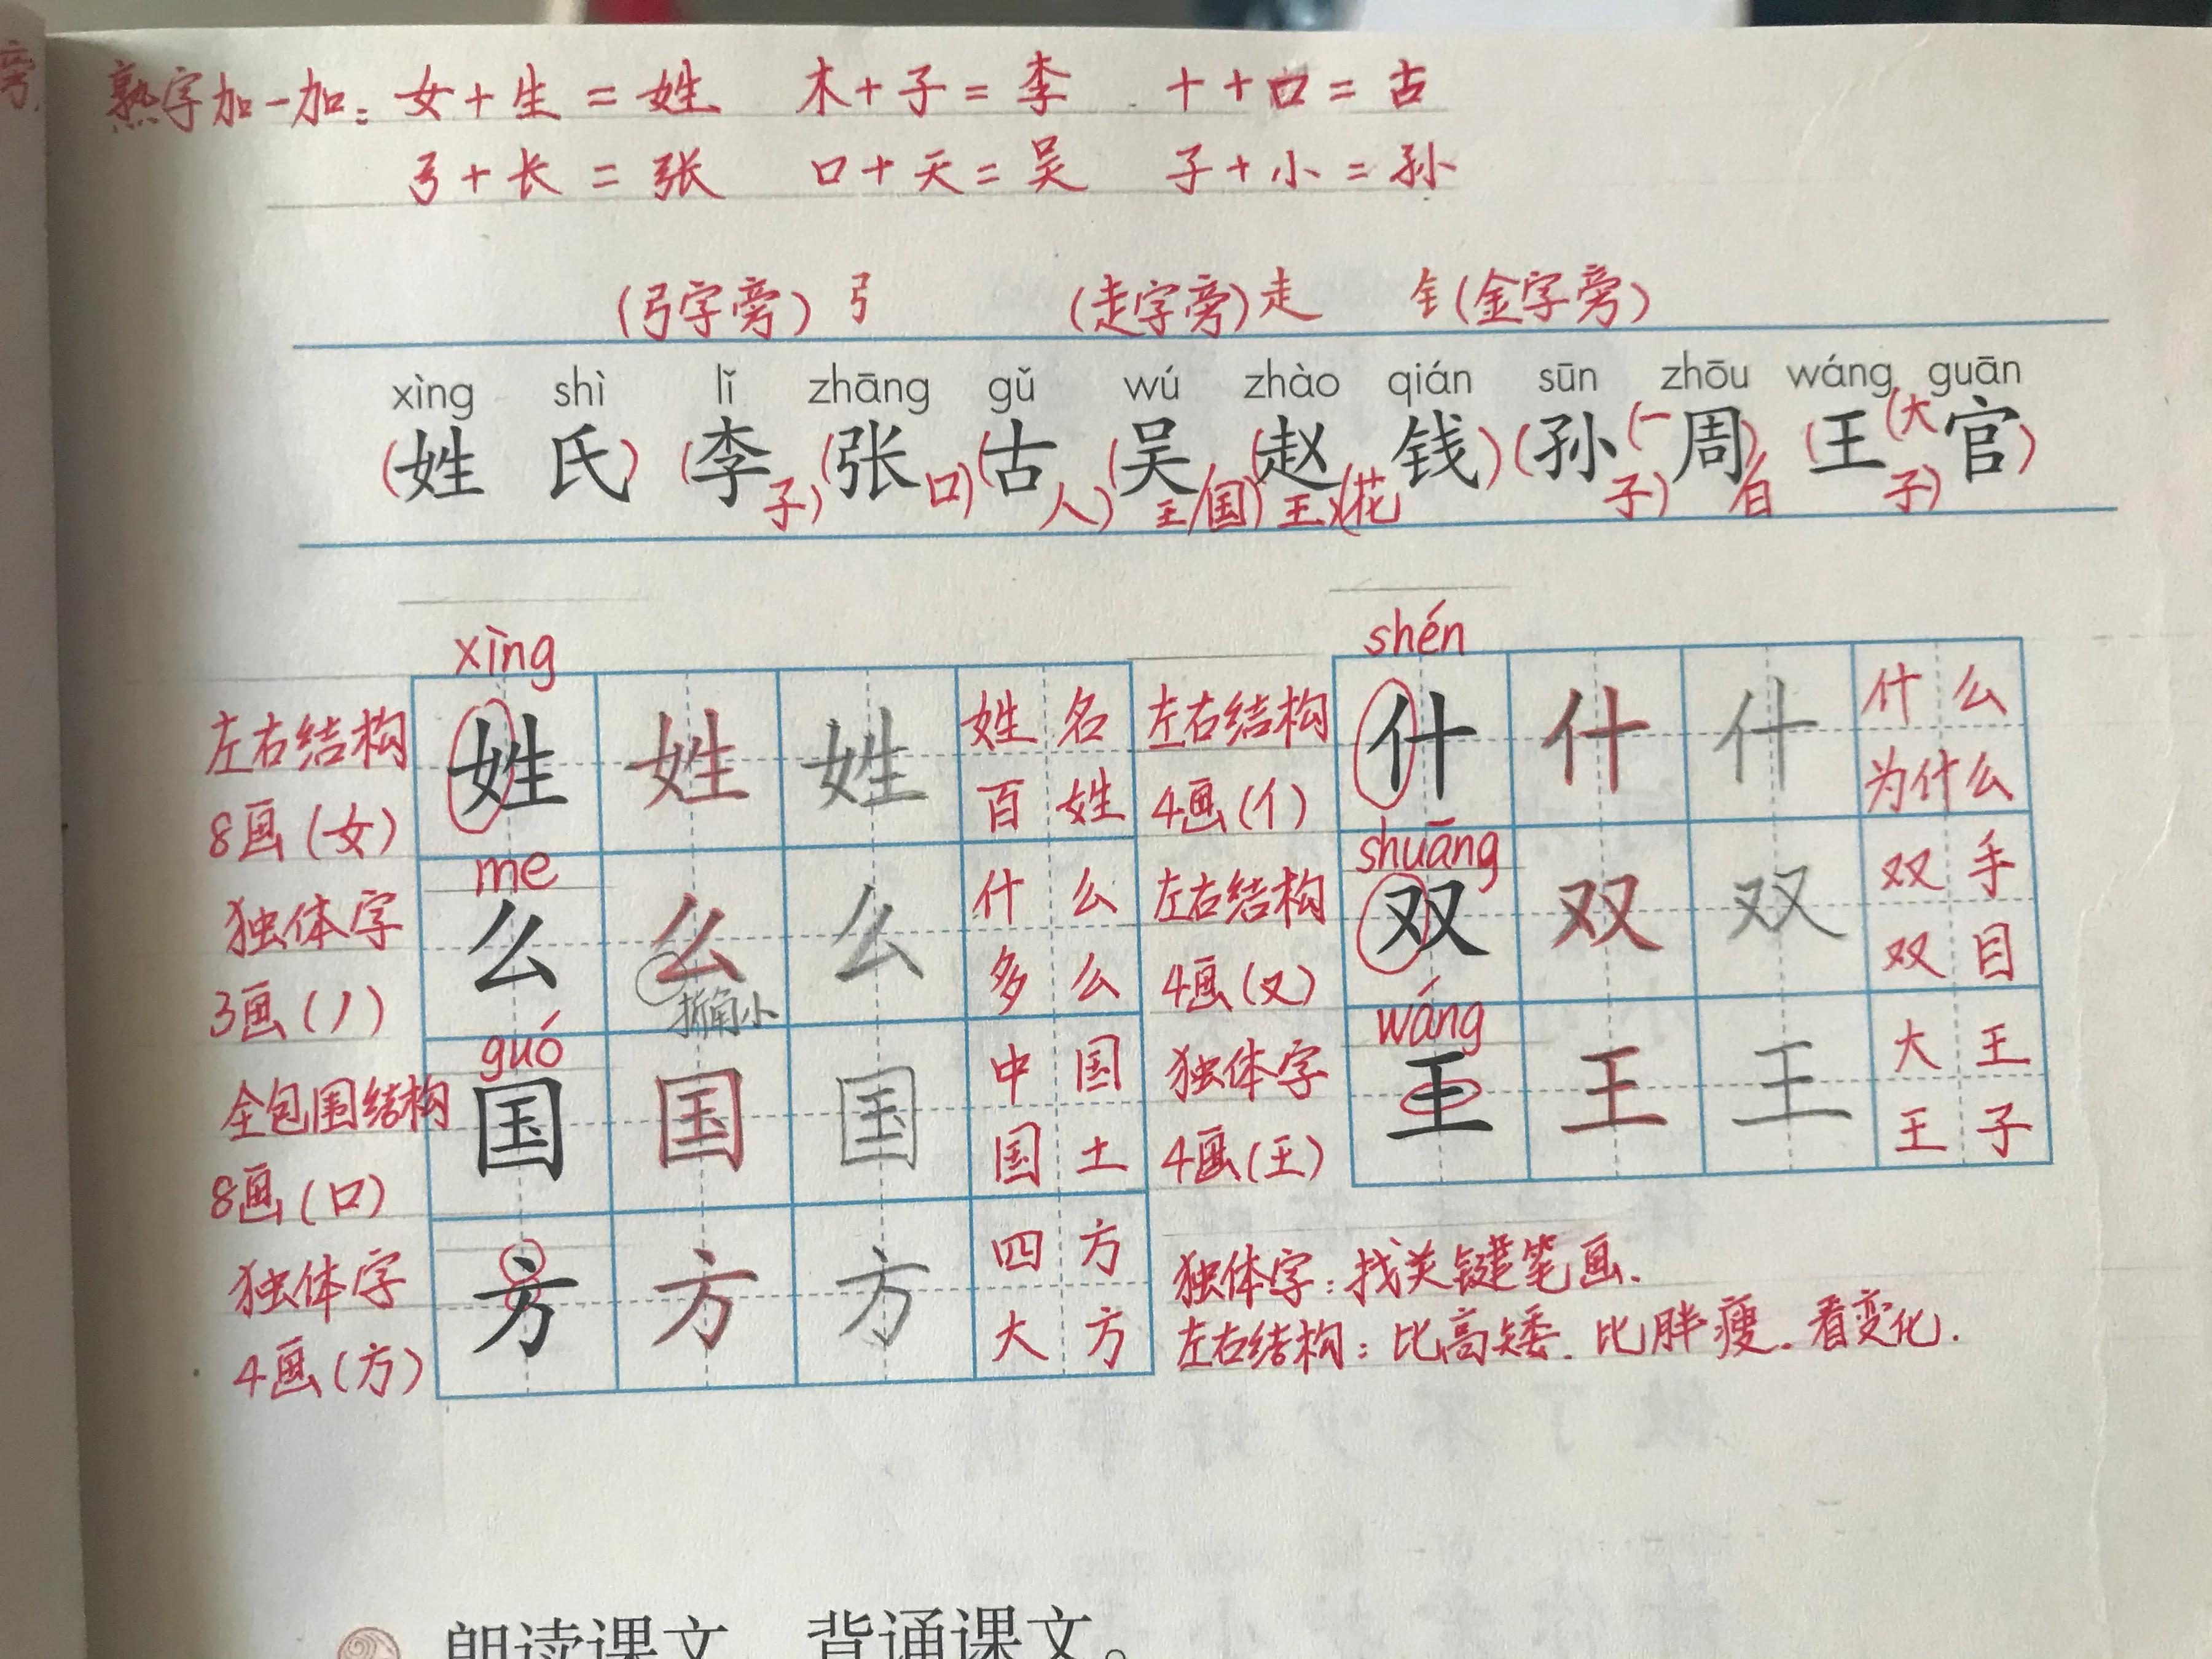 熟字加一加：女+生=姓 木+子=李 十+口=古
弓+长=张 口+天=吴 子+小=孙
(弓字旁) 弓 (走字旁) 走 钅(金字旁)
xìng shì lǐ zhāng gǔ wú zhào qián sūn zhōu wáng guān
(姓 氏) (李子) (张口) (古人) (吴王/国) (赵王) (花钱) (孙子) (一周) 王 (大官)
xìng shén
左右结构 姓 姓 姓 姓名 左右结构 什 什 什 什么
8画(女) 百姓 4画(亻) 为什么
me shuāng
独体字 么 么 么 什么 左右结构 双 双 双 双手
3画(丿) 折角小 多么 4画(又) 双目
guó wáng
全包围结构 国 国 国 中国 独体字 王 王 王 大王
8画(囗) 国土 4画(王) 王子
独体字 方 方 方 四方 独体字：找关键笔画.
4画(方) 大方 左右结构：比高矮.比胖瘦.看变化.
朗读课文 背诵课文。